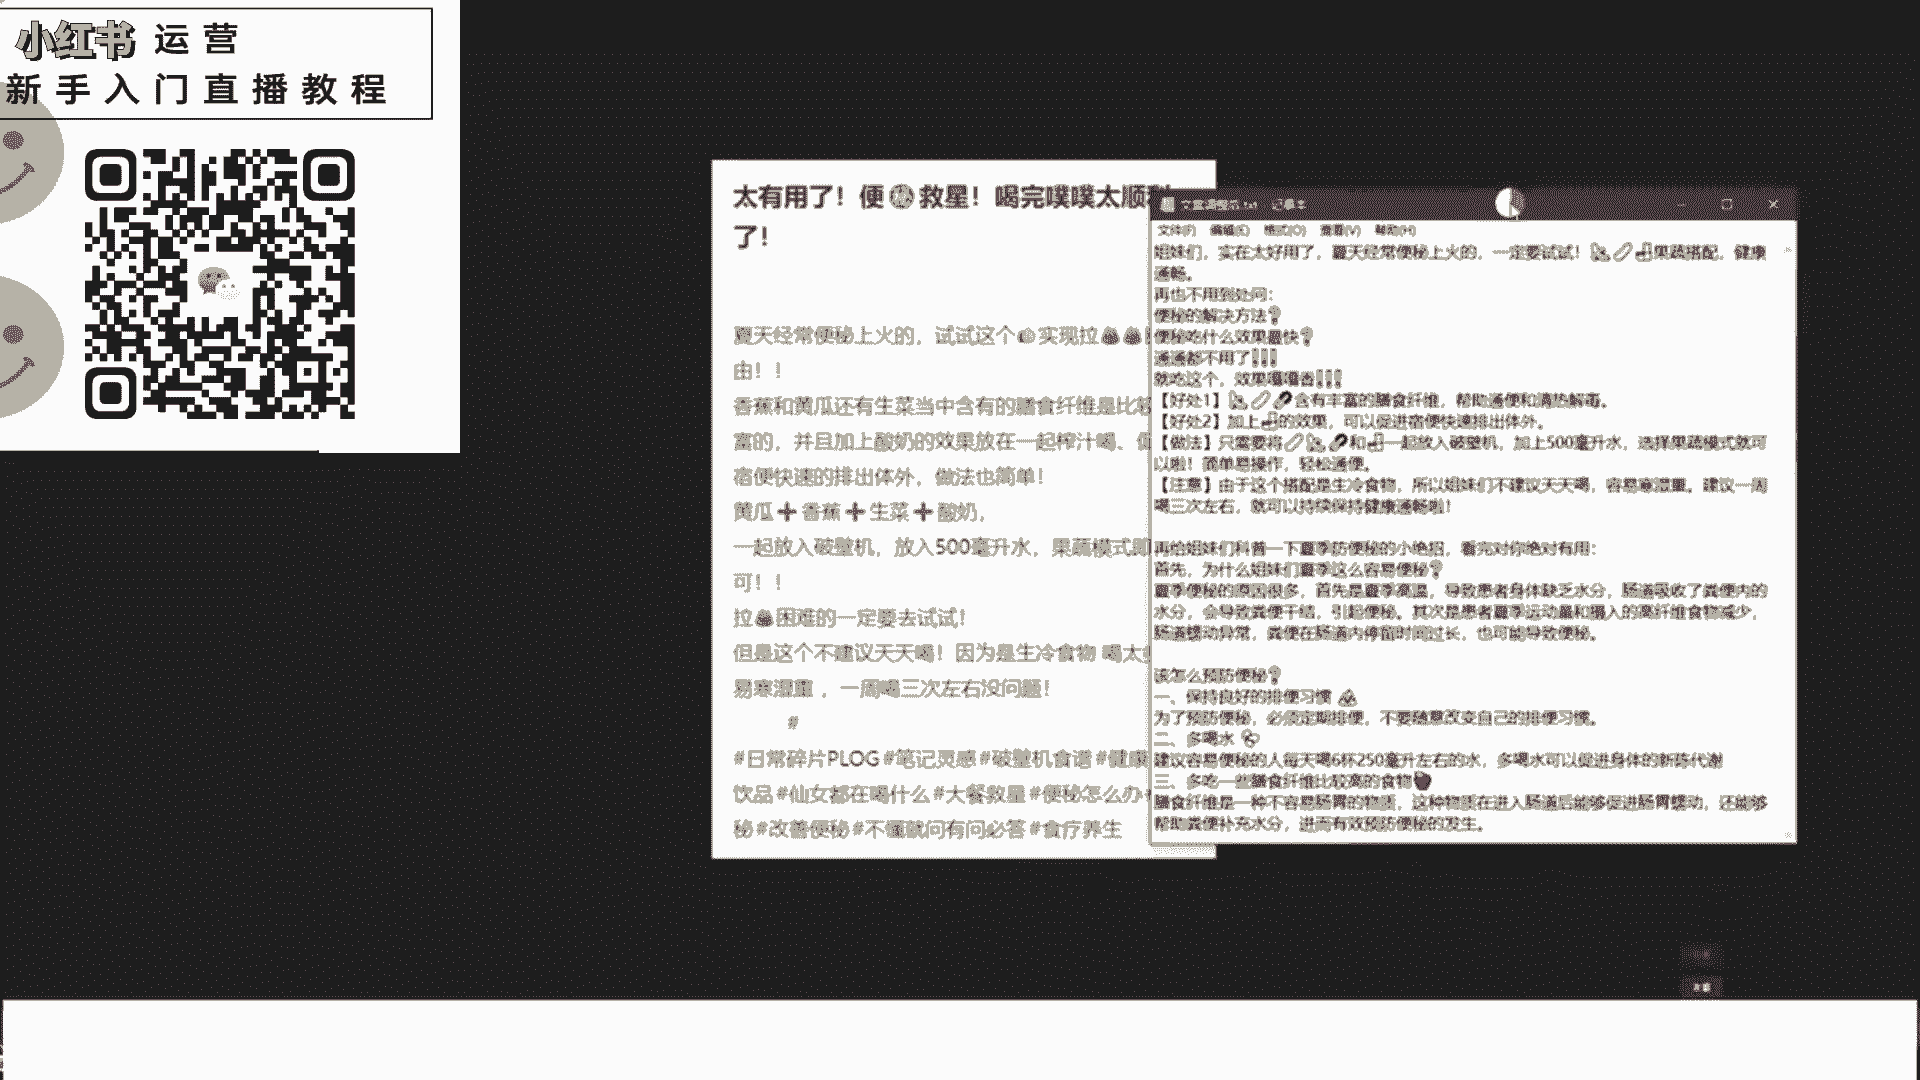 小红书 运营
新手入门直播教程
太有用了！便💩救星！喝完噗噗太顺利
了！
夏天经常便秘上火的，试试这个 实现拉💩💩
由！！
香蕉和黄瓜还有生菜当中含有的膳食纤维是比较
富的，并且加上酸奶的效果放在一起榨汁喝、促
宿便快速的排出体外，做法也简单！
黄瓜➕香蕉➕生菜➕酸奶，
一起放入破壁机，放入500毫升水，果蔬模式即
可！！
拉💩困难的一定要去试试！
但是这个不建议天天喝！因为是生冷食物 喝太
易寒湿重 ，一周喝三次左右没问题！
#
#日常碎片PLOG #笔记灵感 #破壁机食谱 #健康
饮品 #仙女都在喝什么 #大餐救星 #便秘怎么办
秘 #改善便秘 #不懂就问有问必答 #食疗养生
文件(F) 编辑(E) 格式(O) 查看(V) 帮助(H)
姐妹们，实在太好用了，夏天经常便秘上火的，一定要试试！果蔬搭配，健康
通畅。
再也不用到处问：
便秘的解决方法❓
便秘吃什么效果最快❓
通通都不用了❗❗❗
就吃这个，效果嘎嘎香❗❗❗
【好处1】含有丰富的膳食纤维，帮助通便和清热解毒。
【好处2】加上的效果，可以促进宿便快速排出体外。
【做法】只需要将和一起放入破壁机，加上500毫升水，选择果蔬模式就可
以啦！简单易操作，轻松通便。
【注意】由于这个搭配是生冷食物，所以姐妹们不建议天天喝，容易寒湿重。建议一周
喝三次左右，就可以持续保持健康通畅啦！
再给姐妹们科普一下夏季防便秘的小绝招，看完对你绝对有用：
首先，为什么姐妹们夏季这么容易便秘❓
夏季便秘的原因很多，首先是夏季高温，导致患者身体缺乏水分，肠道吸收了粪便内的
水分，会导致粪便干结，引起便秘。其次是患者夏季运动量和摄入的高纤维食物减少，
肠道蠕动异常，粪便在肠道内停留时间过长，也可能导致便秘。
该怎么预防便秘❓
一、保持良好的排便习惯
为了预防便秘，必须定期排便，不要随意改变自己的排便习惯。
二、多喝水
建议容易便秘的人每天喝6杯250毫升左右的水，多喝水可以促进身体的新陈代谢
三、多吃一些膳食纤维比较高的食物
膳食纤维是一种不容易肠胃的物质，这种物质在进入肠道后能够促进肠胃蠕动，还能够
帮助粪便补充水分，进而有效预防便秘的发生。